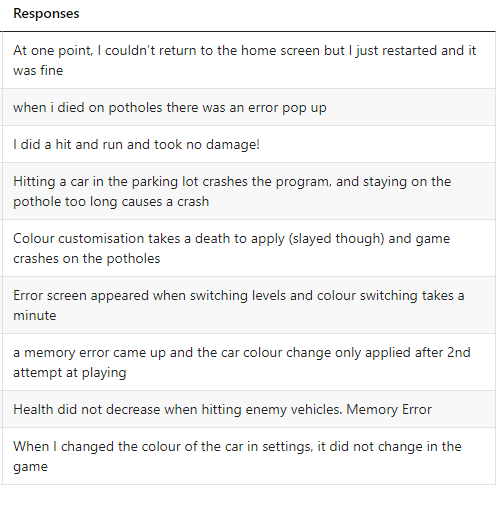 Responses
At one point, I couldn't return to the home screen but I just restarted and it
was fine
when i died on potholes there was an error pop up
I did a hit and run and took no damage!
Hitting a car in the parking lot crashes the program, and staying on the
pothole too long causes a crash
Colour customisation takes a death to apply (slayed though) and game
crashes on the potholes
Error screen appeared when switching levels and colour switching takes a
minute
a memory error came up and the car colour change only applied after 2nd
attempt at playing
Health did not decrease when hitting enemy vehicles. Memory Error
When I changed the colour of the car in settings, it did not change in the
game